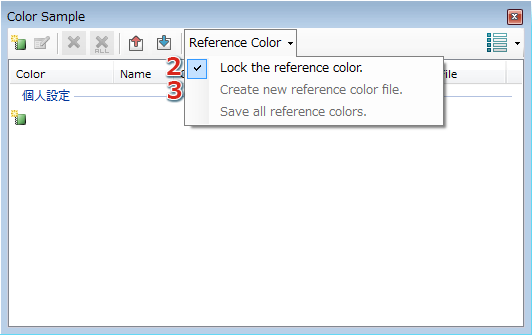 Color Sample
ALL
Reference Color
Color Name file
2 Lock the reference color.
個人設定
3 Create new reference color file.
Save all reference colors.